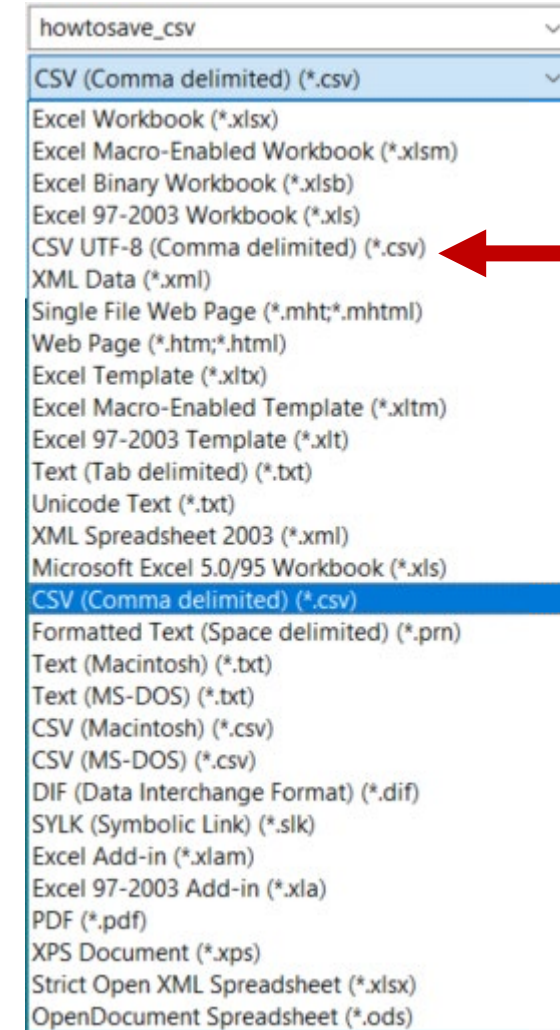 howtosave_csv
CSV (Comma delimited) (*.csv)
Excel Workbook (*.xlsx)
Excel Macro-Enabled Workbook (*.xlsm)
Excel Binary Workbook (*.xlsb)
Excel 97-2003 Workbook (*.xls)
CSV UTF-8 (Comma delimited) (*.csv)
XML Data (*.xml)
Single File Web Page (*.mht;*.mhtml)
Web Page (*.htm;*.html)
Excel Template (*.xltx)
Excel Macro-Enabled Template (*.xltm)
Excel 97-2003 Template (*.xlt)
Text (Tab delimited) (*.txt)
Unicode Text (*.txt)
XML Spreadsheet 2003 (*.xml)
Microsoft Excel 5.0/95 Workbook (*.xls)
CSV (Comma delimited) (*.csv)
Formatted Text (Space delimited) (*.prn)
Text (Macintosh) (*.txt)
Text (MS-DOS) (*.txt)
CSV (Macintosh) (*.csv)
CSV (MS-DOS) (*.csv)
DIF (Data Interchange Format) (*.dif)
SYLK (Symbolic Link) (*.slk)
Excel Add-in (*.xlam)
Excel 97-2003 Add-in (*.xla)
PDF (*.pdf)
XPS Document (*.xps)
Strict Open XML Spreadsheet (*.xlsx)
OpenDocument Spreadsheet (*.ods)